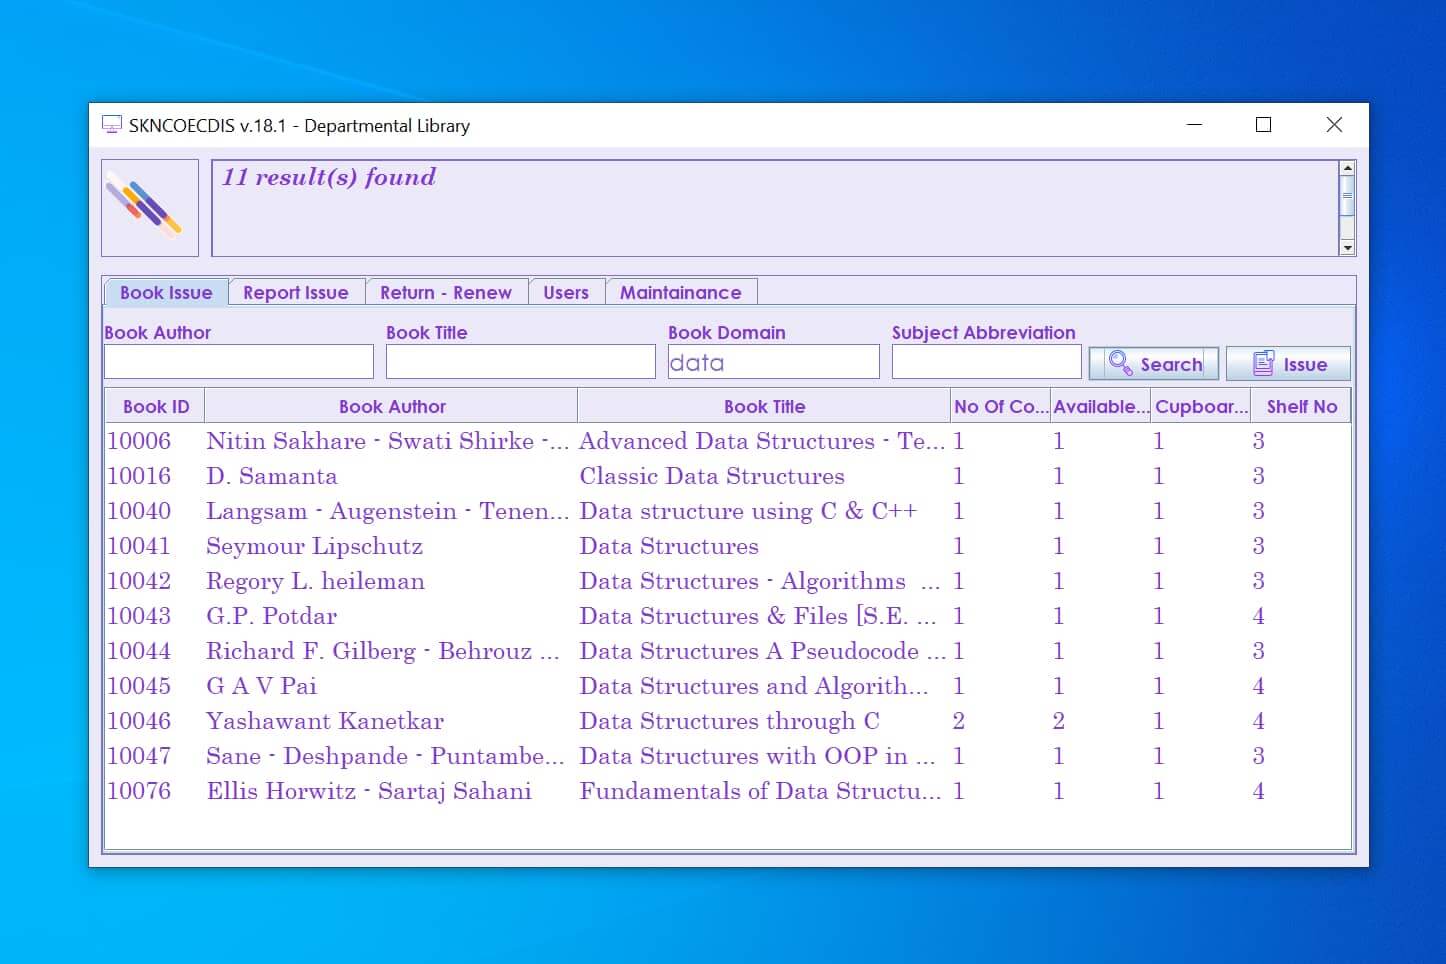 SKNCOECDIS v.18.1 - Departmental Library
11 result(s) found
Book Issue Report Issue Return - Renew Users Maintainance
Book Author Book Title Book Domain Subject Abbreviation
data Search Issue
Book ID Book Author Book Title No Of Co... Available... Cupboar... Shelf No
10006 Nitin Sakhare - Swati Shirke -... Advanced Data Structures - Te... 1 1 1 3
10016 D. Samanta Classic Data Structures 1 1 1 3
10040 Langsam - Augenstein - Tenen... Data structure using C & C++ 1 1 1 3
10041 Seymour Lipschutz Data Structures 1 1 1 3
10042 Regory L. heileman Data Structures - Algorithms ... 1 1 1 3
10043 G.P. Potdar Data Structures & Files [S.E. ... 1 1 1 4
10044 Richard F. Gilberg - Behrouz ... Data Structures A Pseudocode ... 1 1 1 3
10045 G A V Pai Data Structures and Algorith... 1 1 1 4
10046 Yashawant Kanetkar Data Structures through C 2 2 1 4
10047 Sane - Deshpande - Puntambe... Data Structures with OOP in ... 1 1 1 3
10076 Ellis Horwitz - Sartaj Sahani Fundamentals of Data Structu... 1 1 1 4